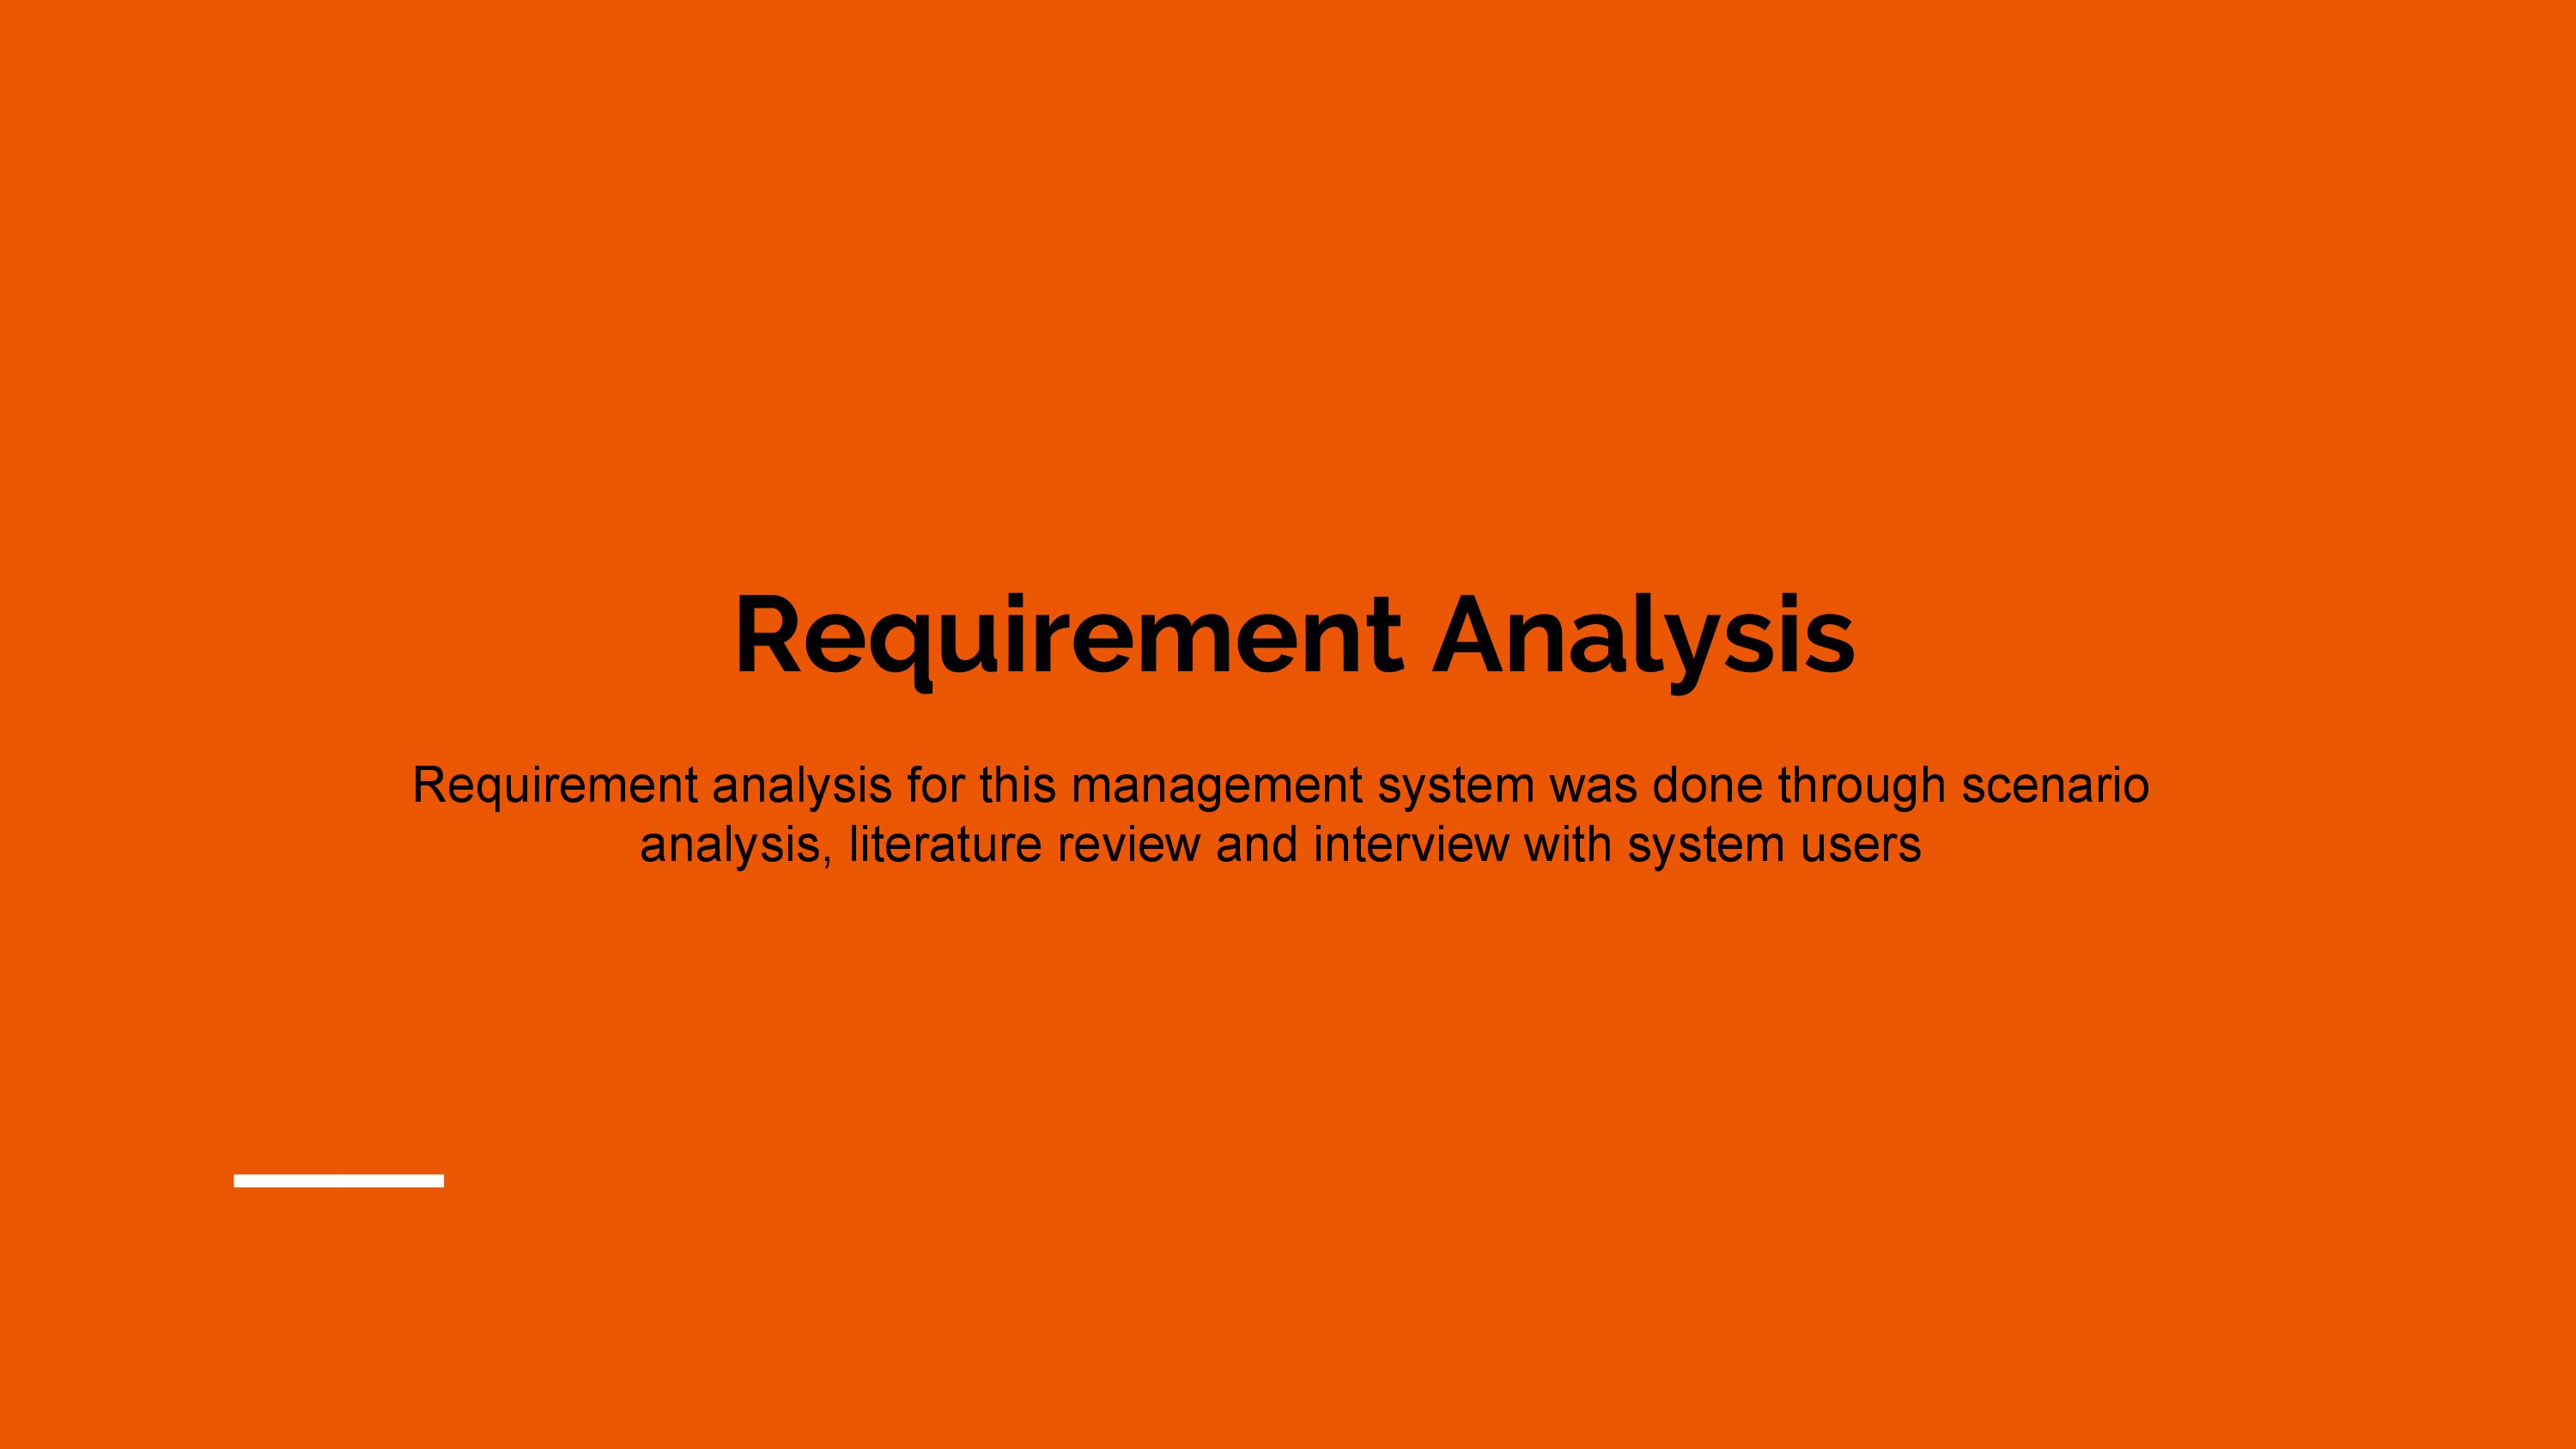 Requirement Analysis
Requirement analysis for this management system was done through scenario
analysis, literature review and interview with system users